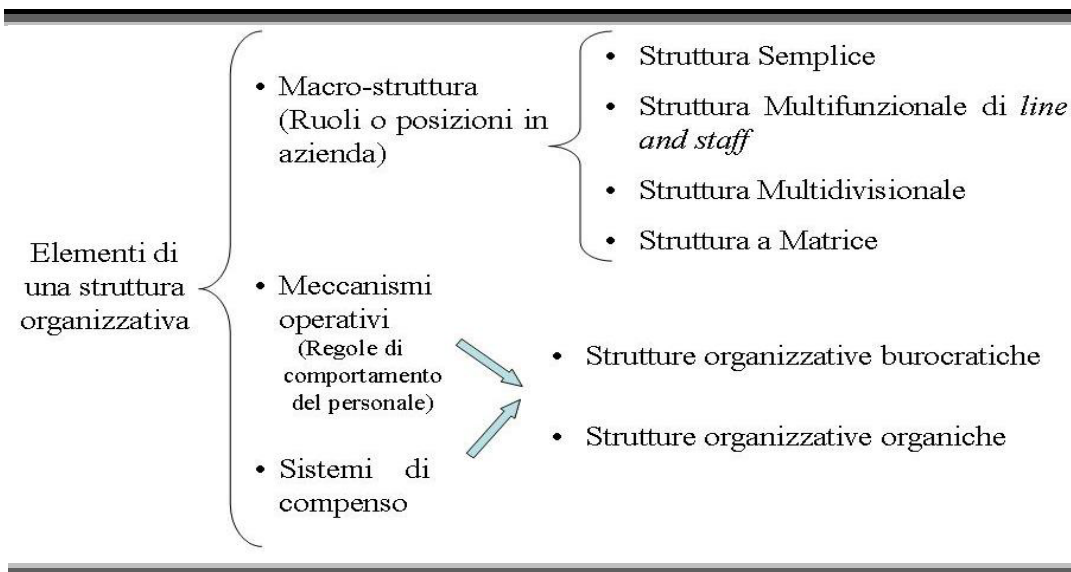 Elementi di
una struttura
organizzativa
• Macro-struttura
(Ruoli o posizioni in
azienda)
• Struttura Semplice
• Struttura Multifunzionale di line
and staff
• Struttura Multidivisionale
• Struttura a Matrice
• Meccanismi
operativi
(Regole di
comportamento
del personale)
• Sistemi di
compenso
• Strutture organizzative burocratiche
• Strutture organizzative organiche